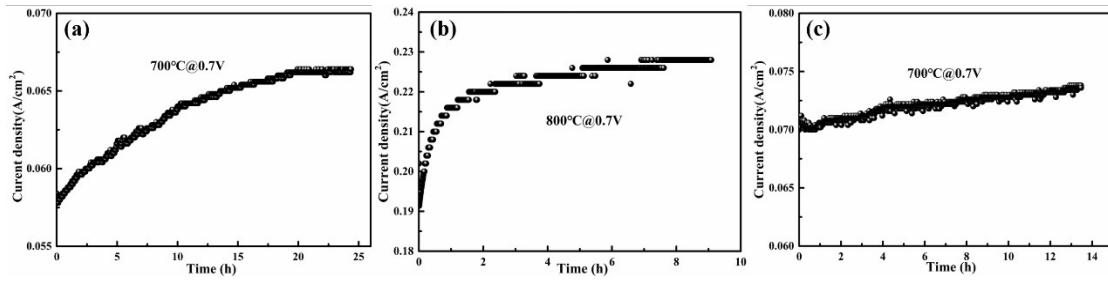 (a)
700°C@0.7V
0.070
0.065
0.060
0.055
Curent density(A/cm²)
0 5 10 15 20 25
Time (h)
(b)
800°C@0.7V
0.24
0.23
0.22
0.21
0.20
0.19
0.18
Current density(A/cm²)
0 2 4 6 8 10
Time (h)
(c)
700°C@0.7V
0.080
0.075
0.070
0.065
0.060
Current density(A/cm²)
0 2 4 6 8 10 12 14
Time (h)